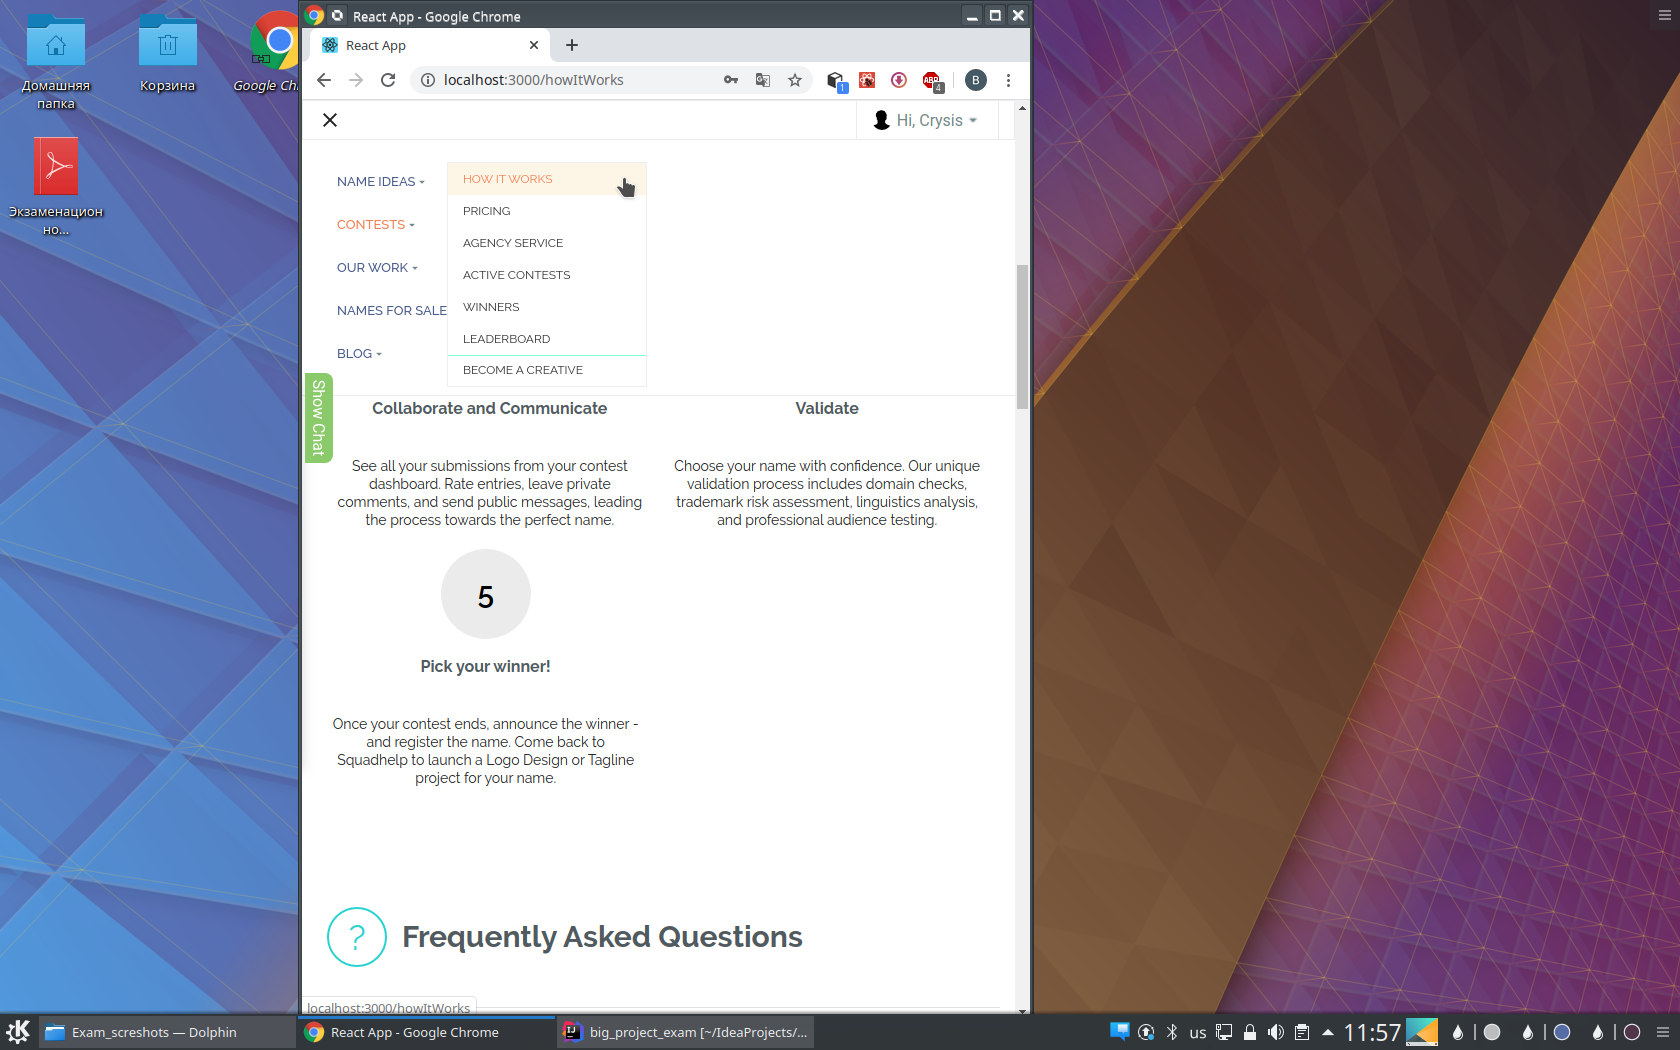 Домашняя
папка
Корзина
Google Ch
Экзаменацион
но...
React App - Google Chrome
React App
localhost:3000/howItWorks
1
ABP
4
B
Hi, Crysis
NAME IDEAS
CONTESTS
OUR WORK
NAMES FOR SALE
BLOG
HOW IT WORKS
PRICING
AGENCY SERVICE
ACTIVE CONTESTS
WINNERS
LEADERBOARD
BECOME A CREATIVE
Show Chat
Collaborate and Communicate
See all your submissions from your contest
dashboard. Rate entries, leave private
comments, and send public messages, leading
the process towards the perfect name.
Validate
Choose your name with confidence. Our unique
validation process includes domain checks,
trademark risk assessment, linguistics analysis,
and professional audience testing.
5
Pick your winner!
Once your contest ends, announce the winner -
and register the name. Come back to
Squadhelp to launch a Logo Design or Tagline
project for your name.
?
Frequently Asked Questions
localhost:3000/howItWorks
Exam_screshots — Dolphin
React App - Google Chrome
IJ
big_project_exam [~/IdeaProjects/...
us
11:57